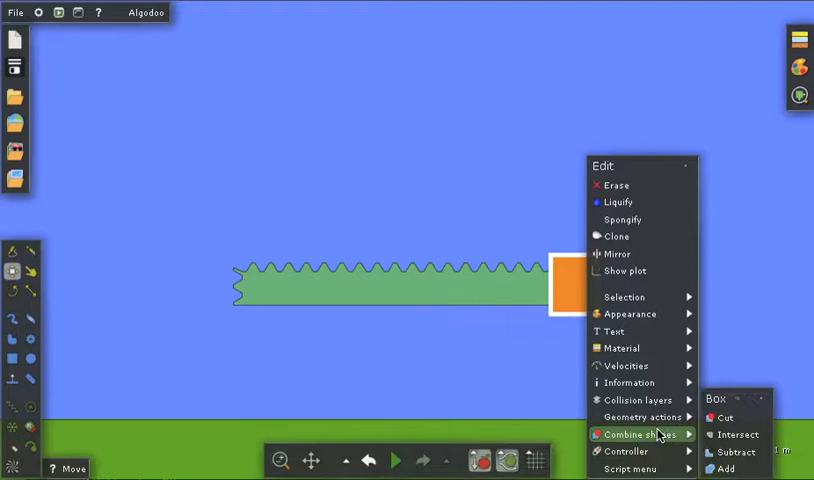 File ? Algodoo
Edit
Erase
Liquify
Spongify
Clone
Mirror
Show plot
Selection
Appearance
T Text
Material
Velocities
Information
Collision layers
Geometry actions
Combine shapes
Controller
Script menu
Box
Cut
Intersect
Subtract
Add
1 m
? Move